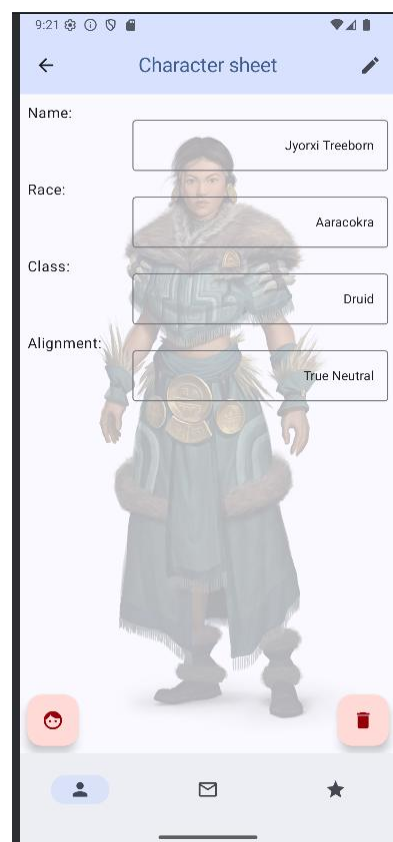 9:21
Character sheet
Name:
Jyorxi Treeborn
Race:
Aaracokra
Class:
Druid
Alignment:
True Neutral